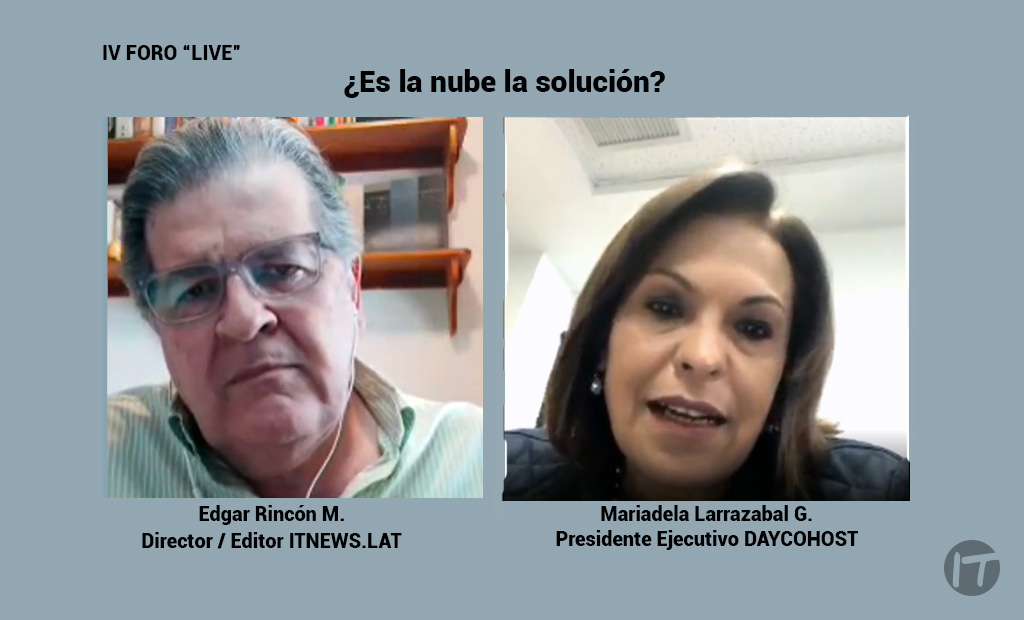 IV FORO “LIVE”
¿Es la nube la solución?
Edgar Rincón M.
Director / Editor ITNEWS.LAT
Mariadela Larrazabal G.
Presidente Ejecutivo DAYCOHOST
IT